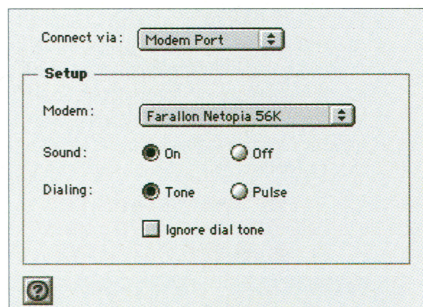 Connect via: Modem Port
Setup
Modem: Farallon Netopia 56K
Sound: On Off
Dialing: Tone Pulse
Ignore dial tone
?